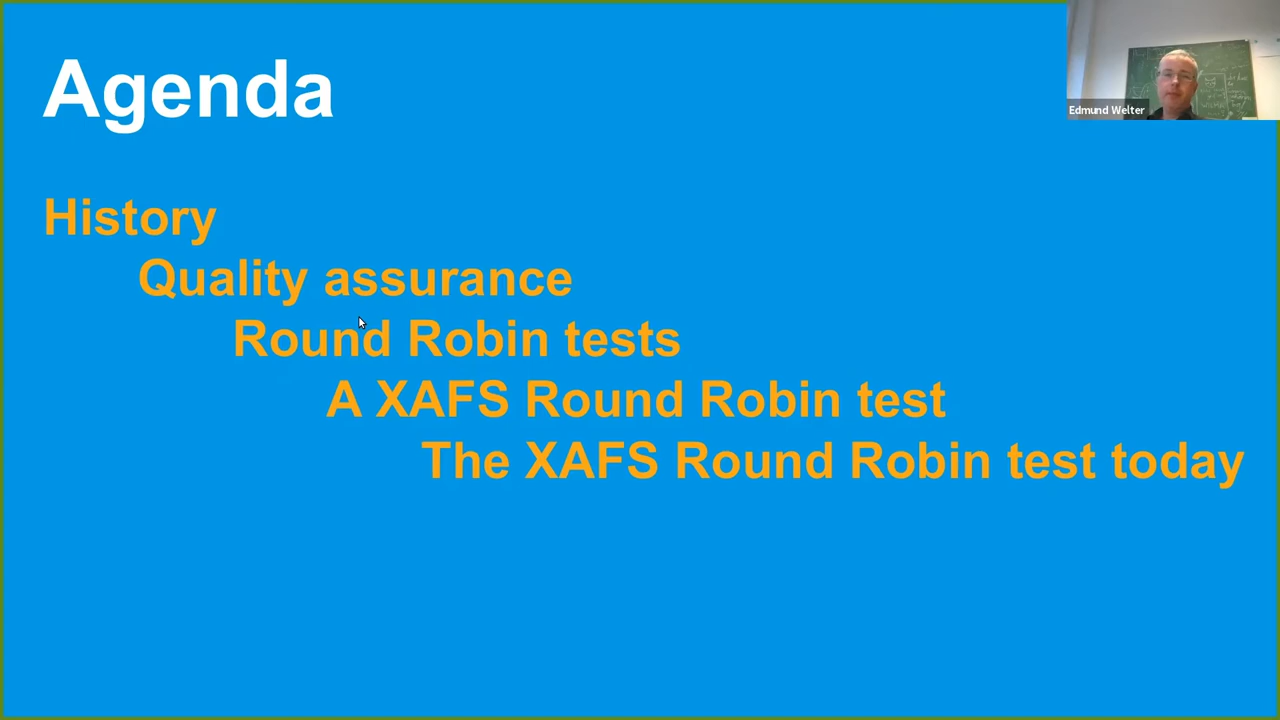 Agenda
Edmund Welter
History
Quality assurance
Round Robin tests
A XAFS Round Robin test
The XAFS Round Robin test today